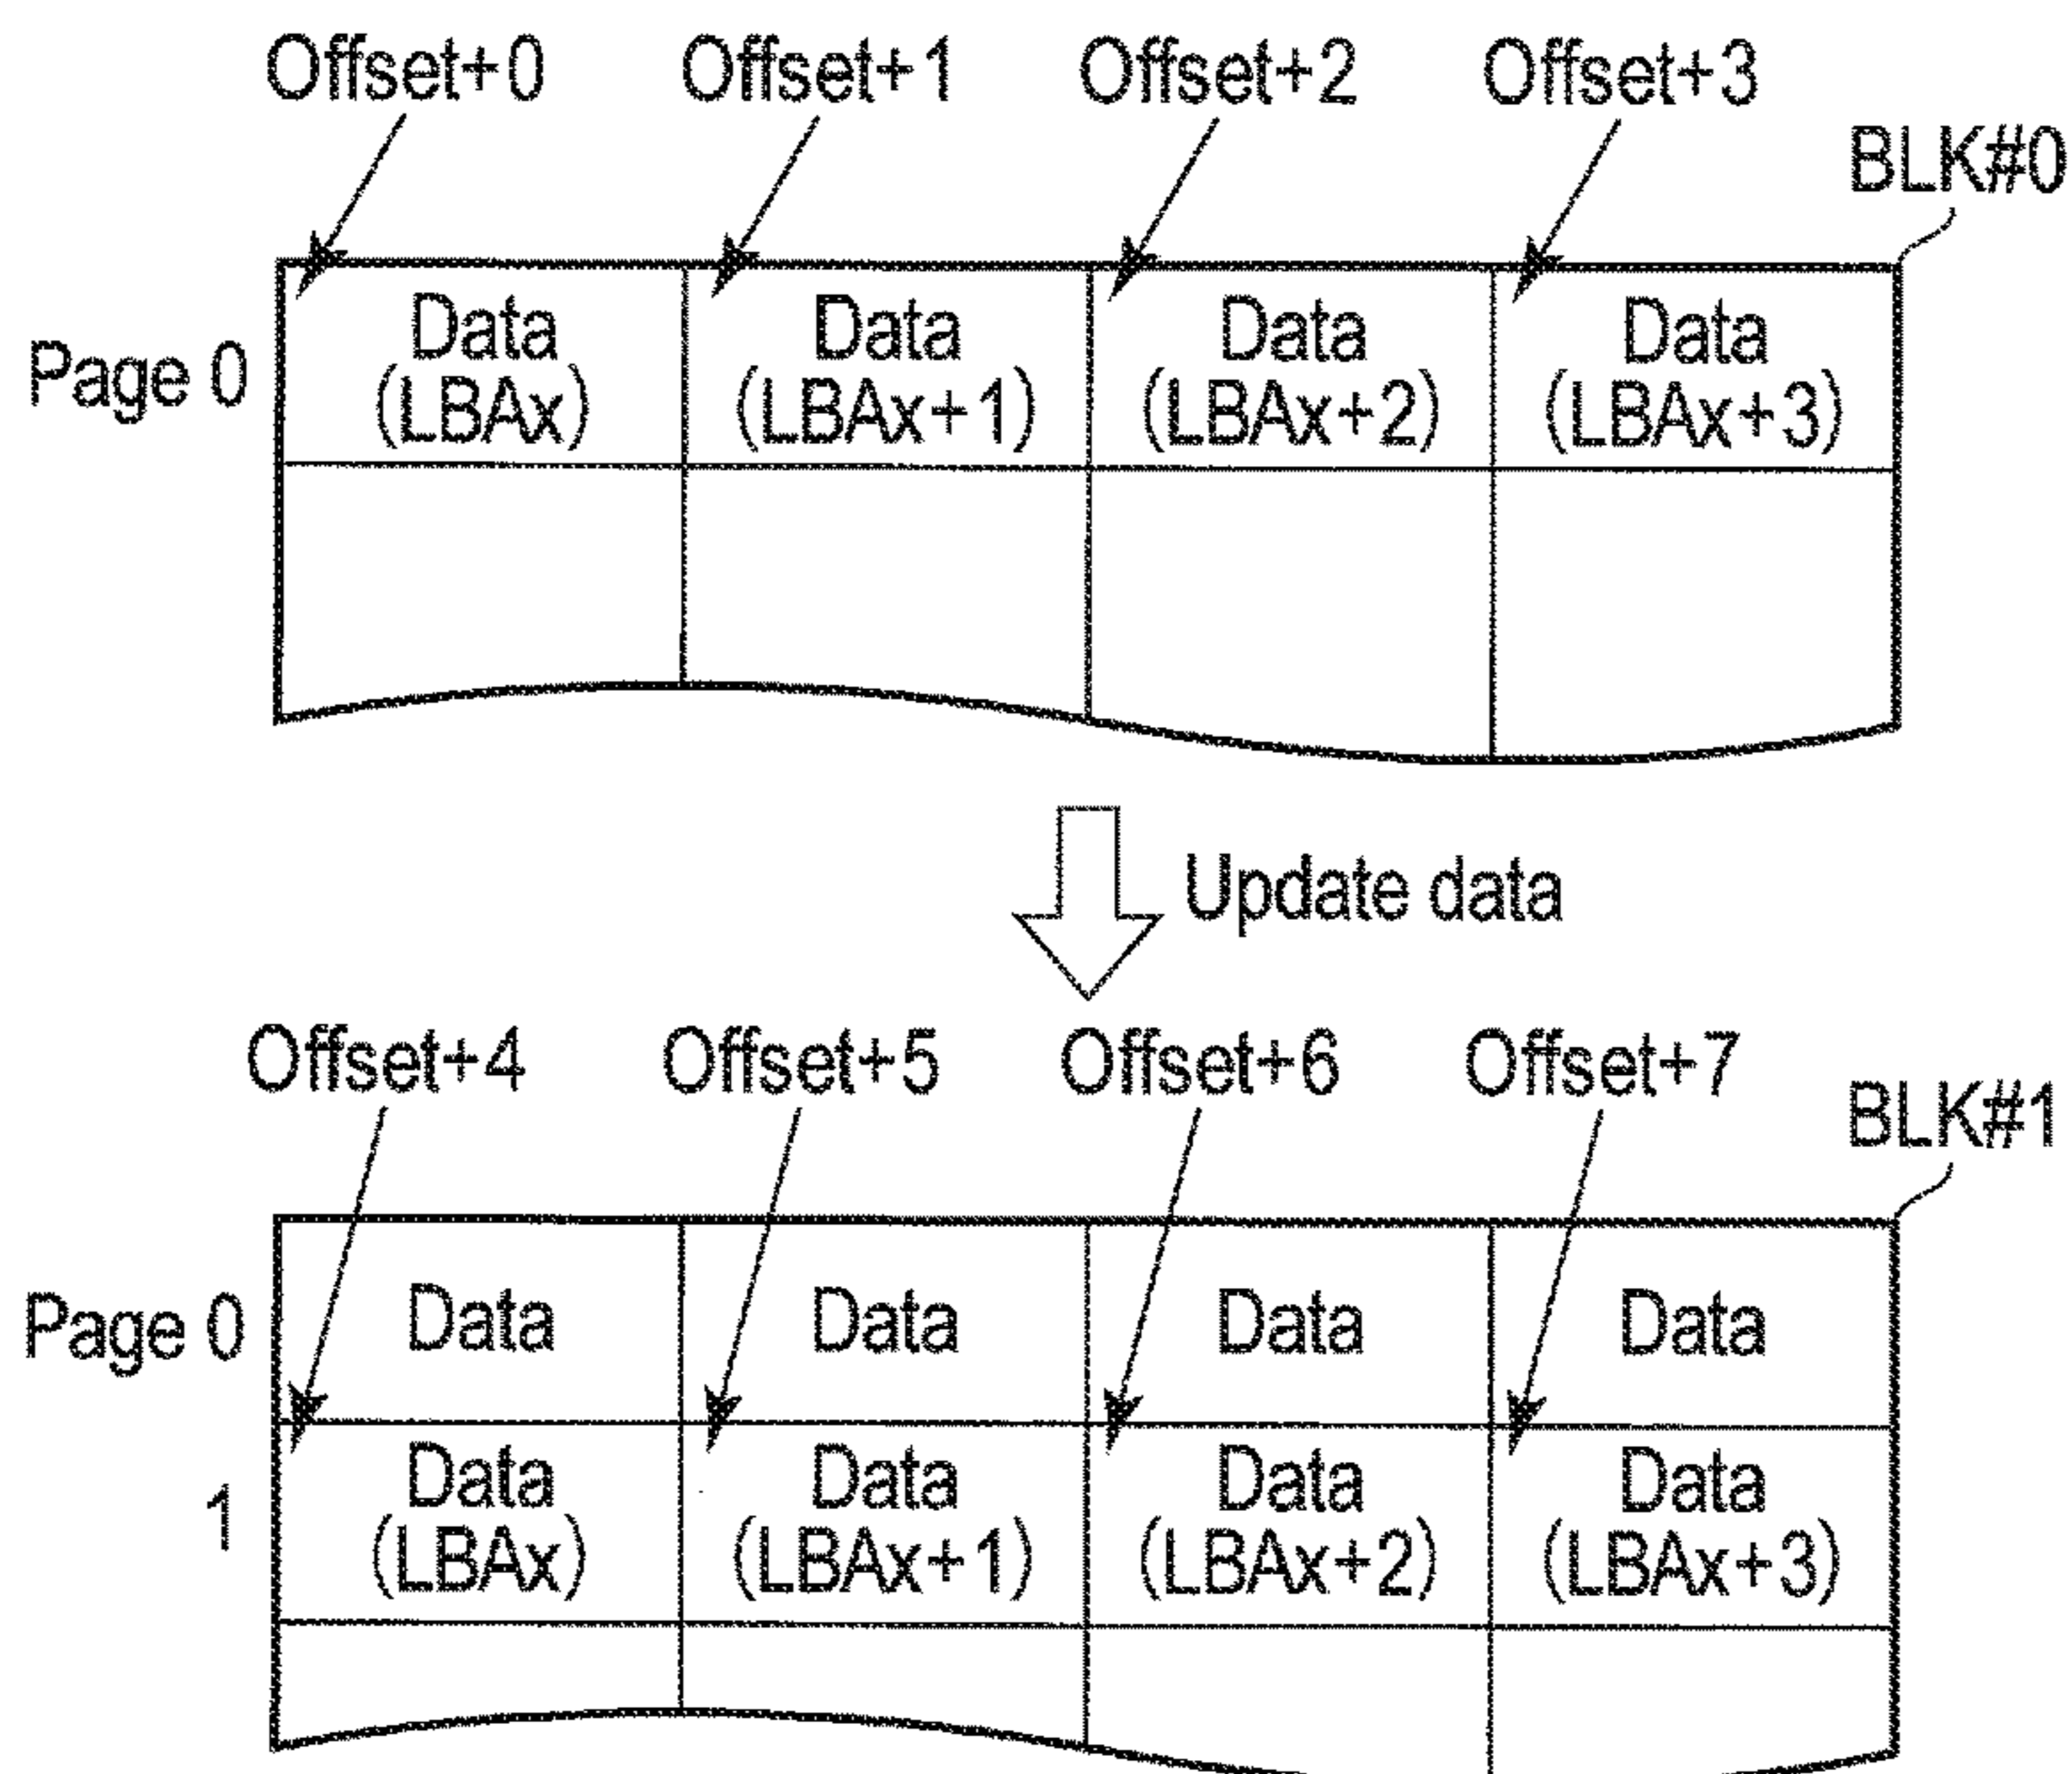 Offset+0 Offset+1 Offset+2 Offset+3
BLK#0
Page 0 Data Data Data Data
(LBAx) (LBAx+1) (LBAx+2) (LBAx+3)
Update data
Offset+4 Offset+5 Offset+6 Offset+7
BLK#1
Page 0 Data Data Data Data
1 Data Data Data Data
(LBAx) (LBAx+1) (LBAx+2) (LBAx+3)